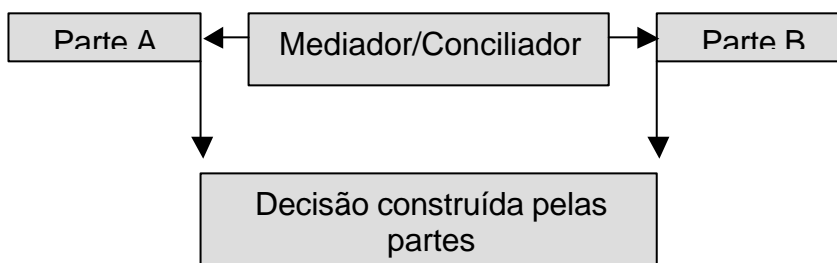 Parte A
Mediador/Conciliador
Parte B
Decisão construída pelas
partes